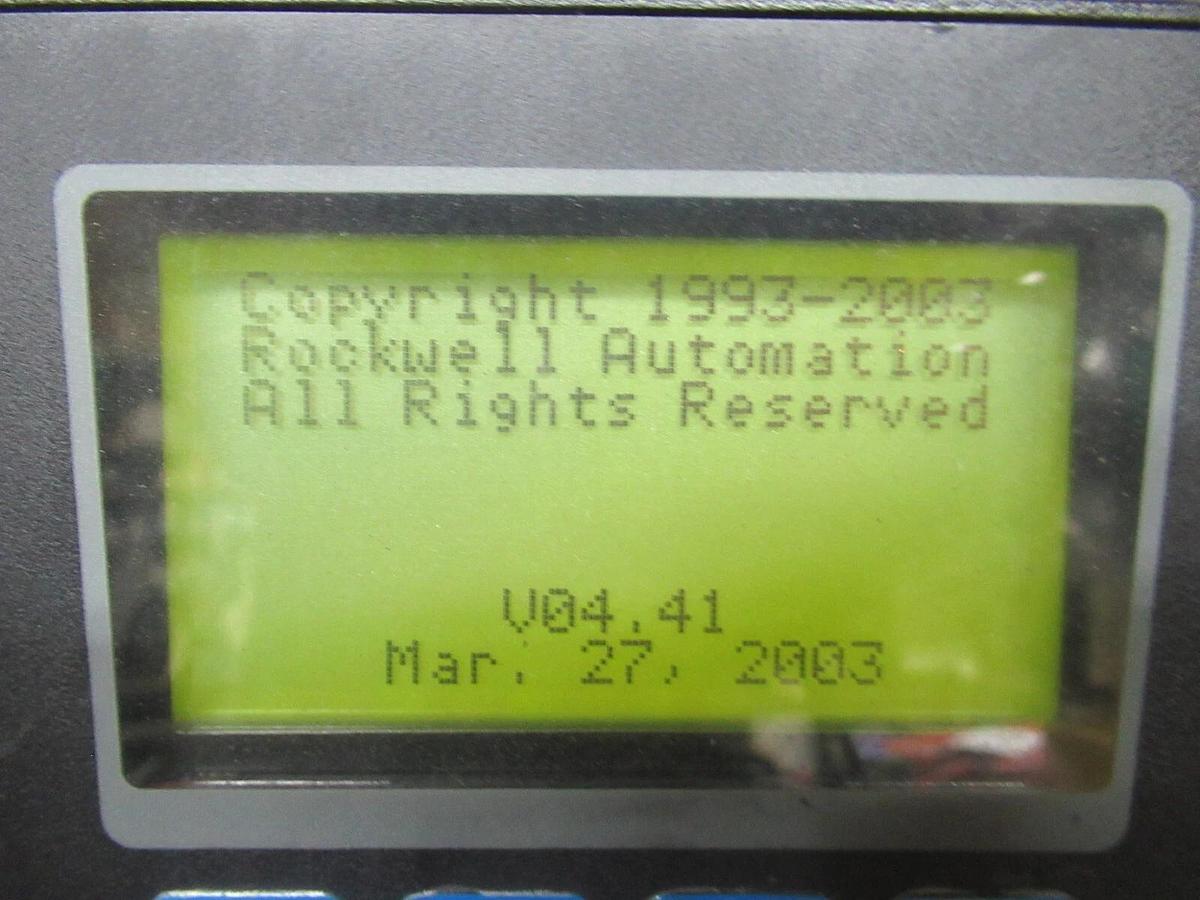 Copyright 1993-2003
Rockwell Automation
All Rights Reserved
V04.41
Mar. 27, 2003